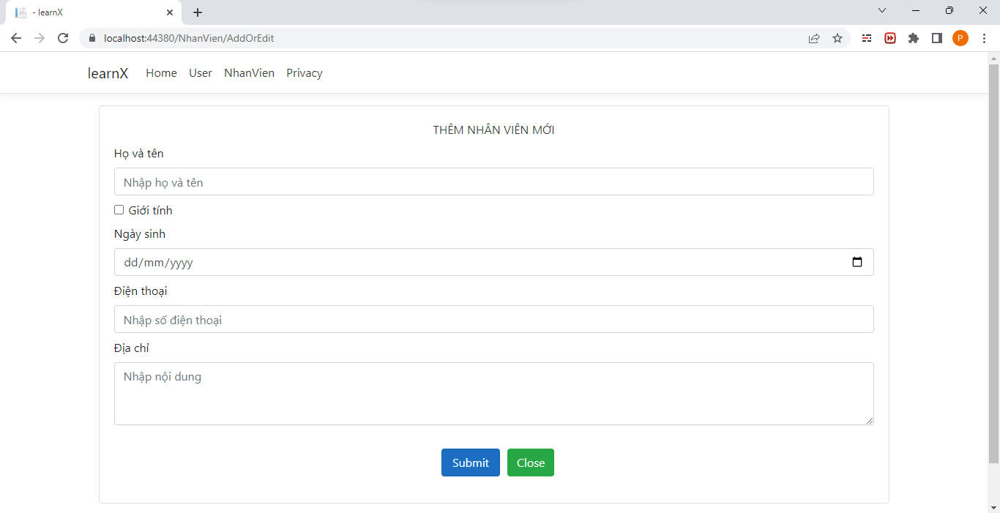 - learnX
localhost:44380/NhanVien/AddOrEdit
P
learnX Home User NhanVien Privacy
THÊM NHÂN VIÊN MỚI
Họ và tên
Nhập họ và tên
Giới tính
Ngày sinh
dd/mm/yyyy
Điện thoại
Nhập số điện thoại
Địa chỉ
Nhập nội dung
Submit Close